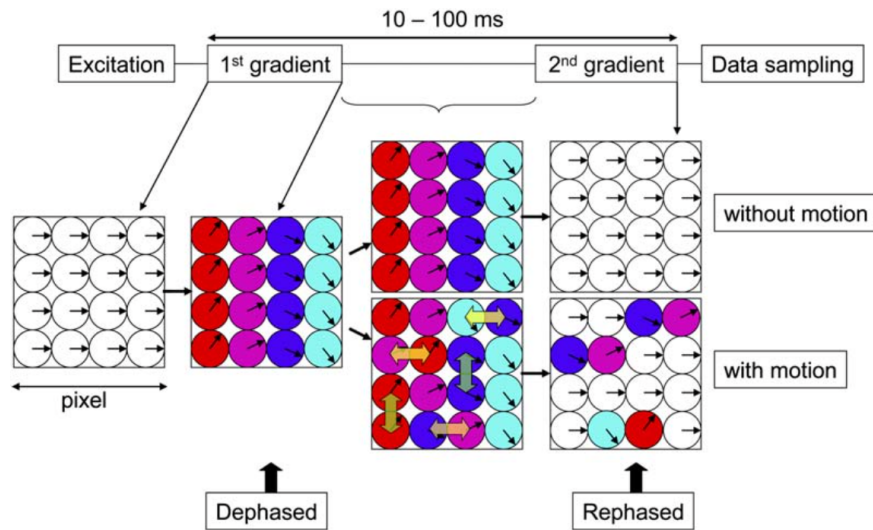 10 – 100 ms
Excitation
1st gradient
2nd gradient
Data sampling
without motion
with motion
pixel
Dephased
Rephased